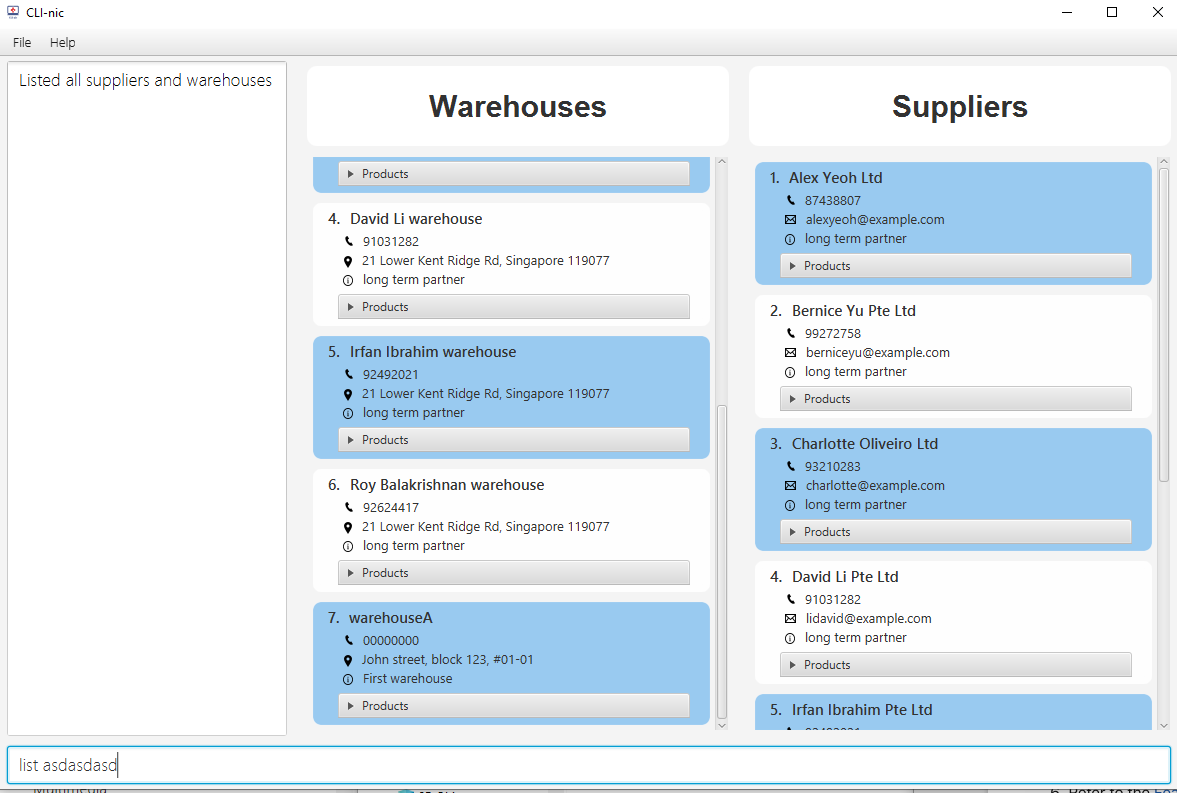 CLI-nic
File Help
Listed all suppliers and warehouses
Warehouses
Products
4. David Li warehouse
91031282
21 Lower Kent Ridge Rd, Singapore 119077
long term partner
Products
5. Irfan Ibrahim warehouse
92492021
21 Lower Kent Ridge Rd, Singapore 119077
long term partner
Products
6. Roy Balakrishnan warehouse
92624417
21 Lower Kent Ridge Rd, Singapore 119077
long term partner
Products
7. warehouseA
00000000
John street, block 123, #01-01
First warehouse
Products
Suppliers
1. Alex Yeoh Ltd
87438807
alexyeoh@example.com
long term partner
Products
2. Bernice Yu Pte Ltd
99272758
berniceyu@example.com
long term partner
Products
3. Charlotte Oliveiro Ltd
93210283
charlotte@example.com
long term partner
Products
4. David Li Pte Ltd
91031282
lidavid@example.com
long term partner
Products
5. Irfan Ibrahim Pte Ltd
list asdasdasd
6. Refer to the